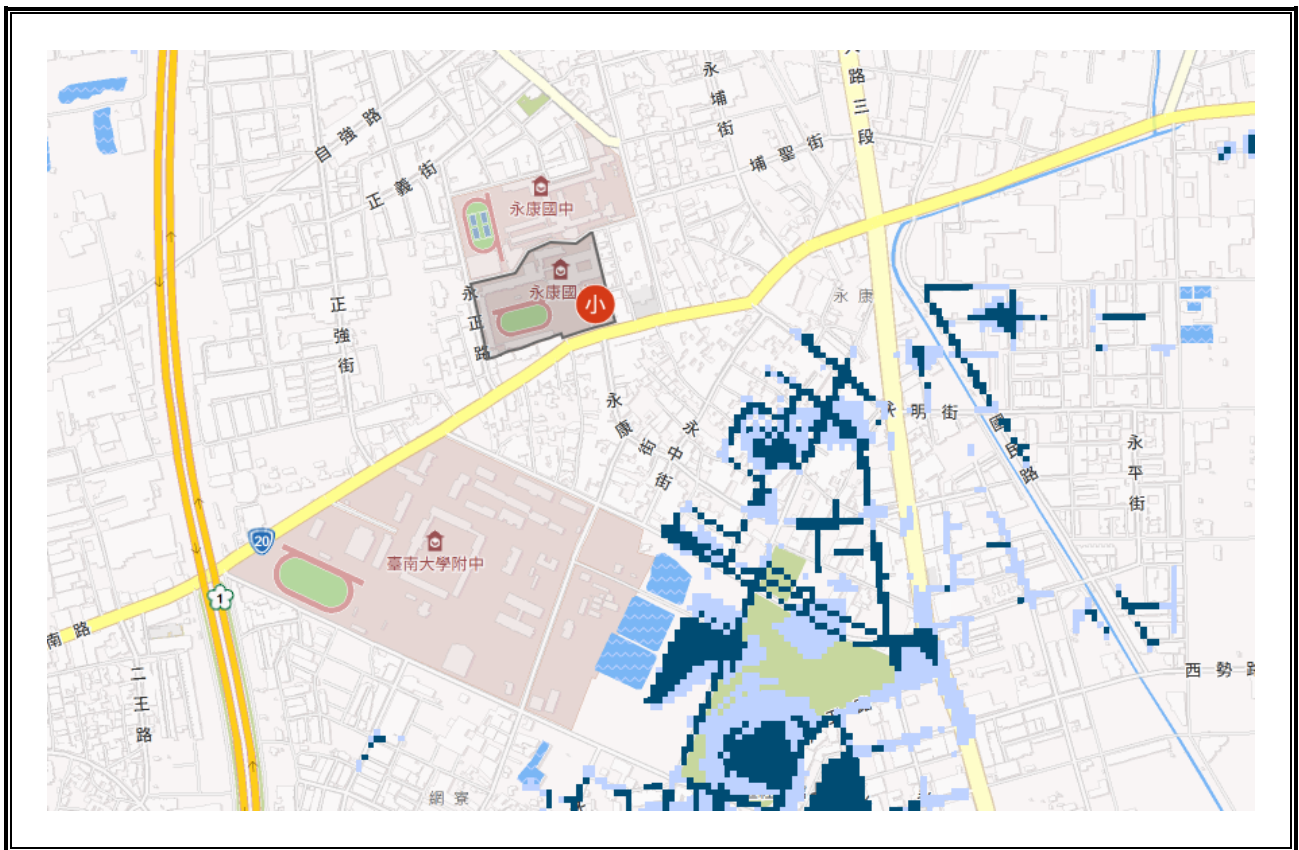 路三段
永埔街
自強路
埔聖街
正義街
永康國中
永康國
小
永正路
永康
正強街
永康街
永中街
明街
國民路
永平街
20
臺南大學附中
1
南路
二王路
西勢
網寮